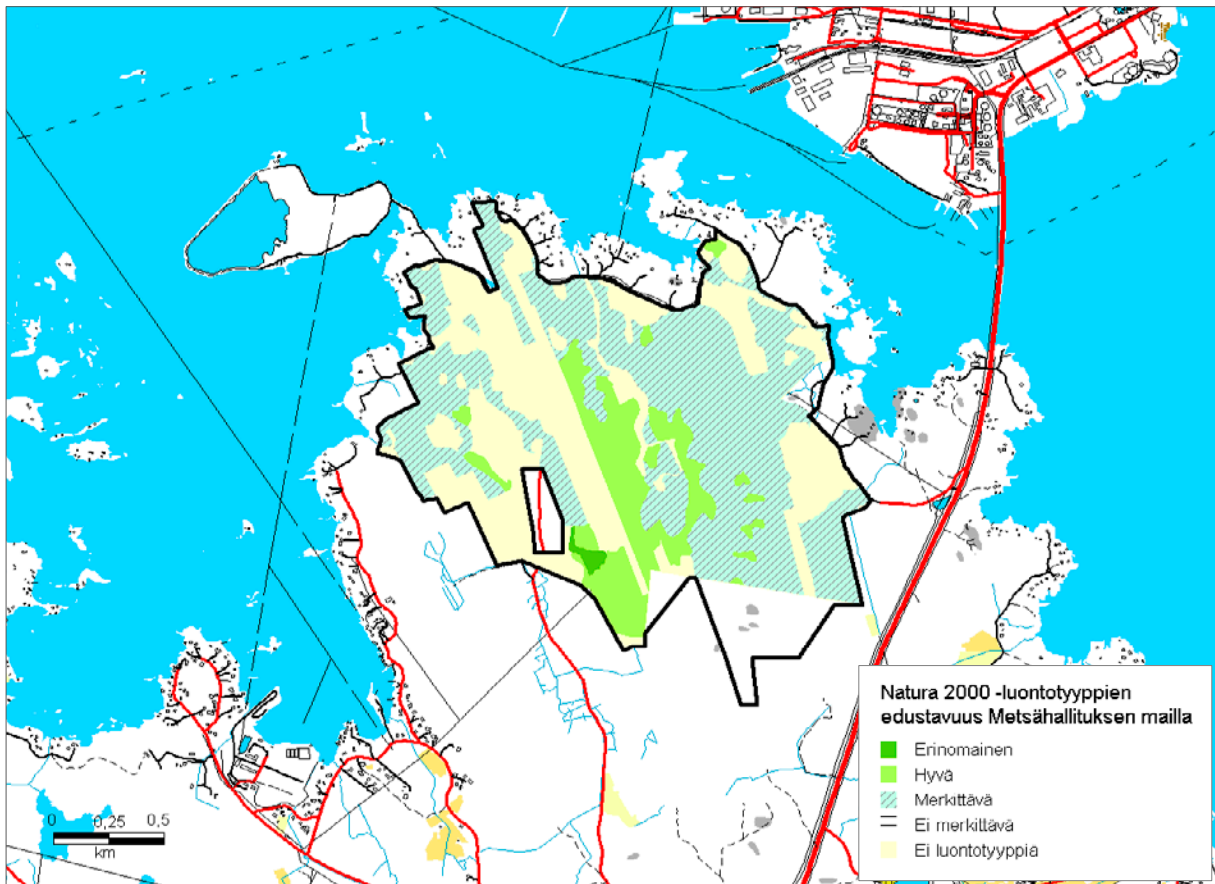 Natura 2000 -luontotyyppien
edustavuus Metsähallituksen mailla
Erinomainen
Hyvä
Merkittävä
Ei merkittävä
Ei luontotyyppiä
0 0,25 0,5
km